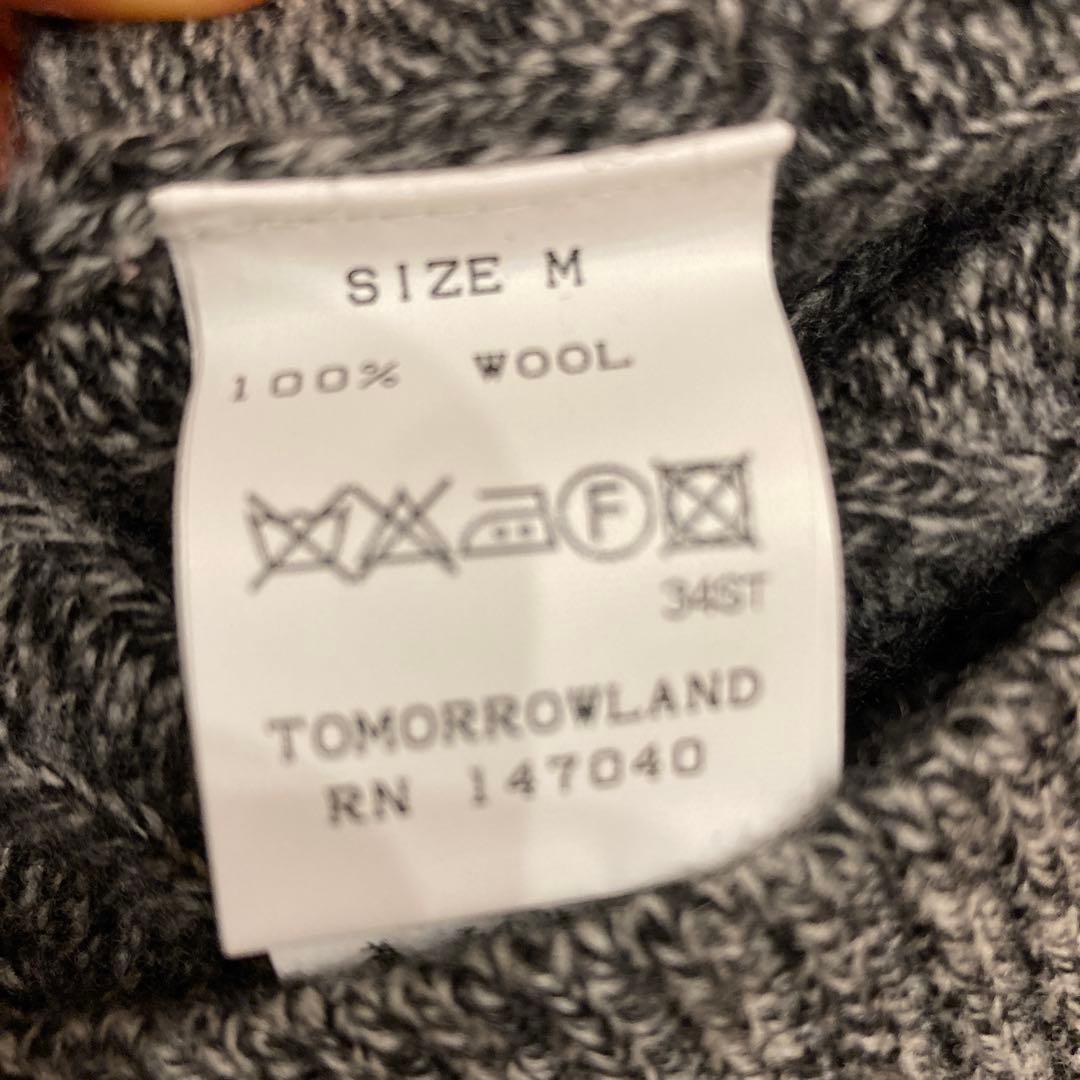 SIZE M
100% WOOL
F
34ST
TOMORROWLAND
RN 147040